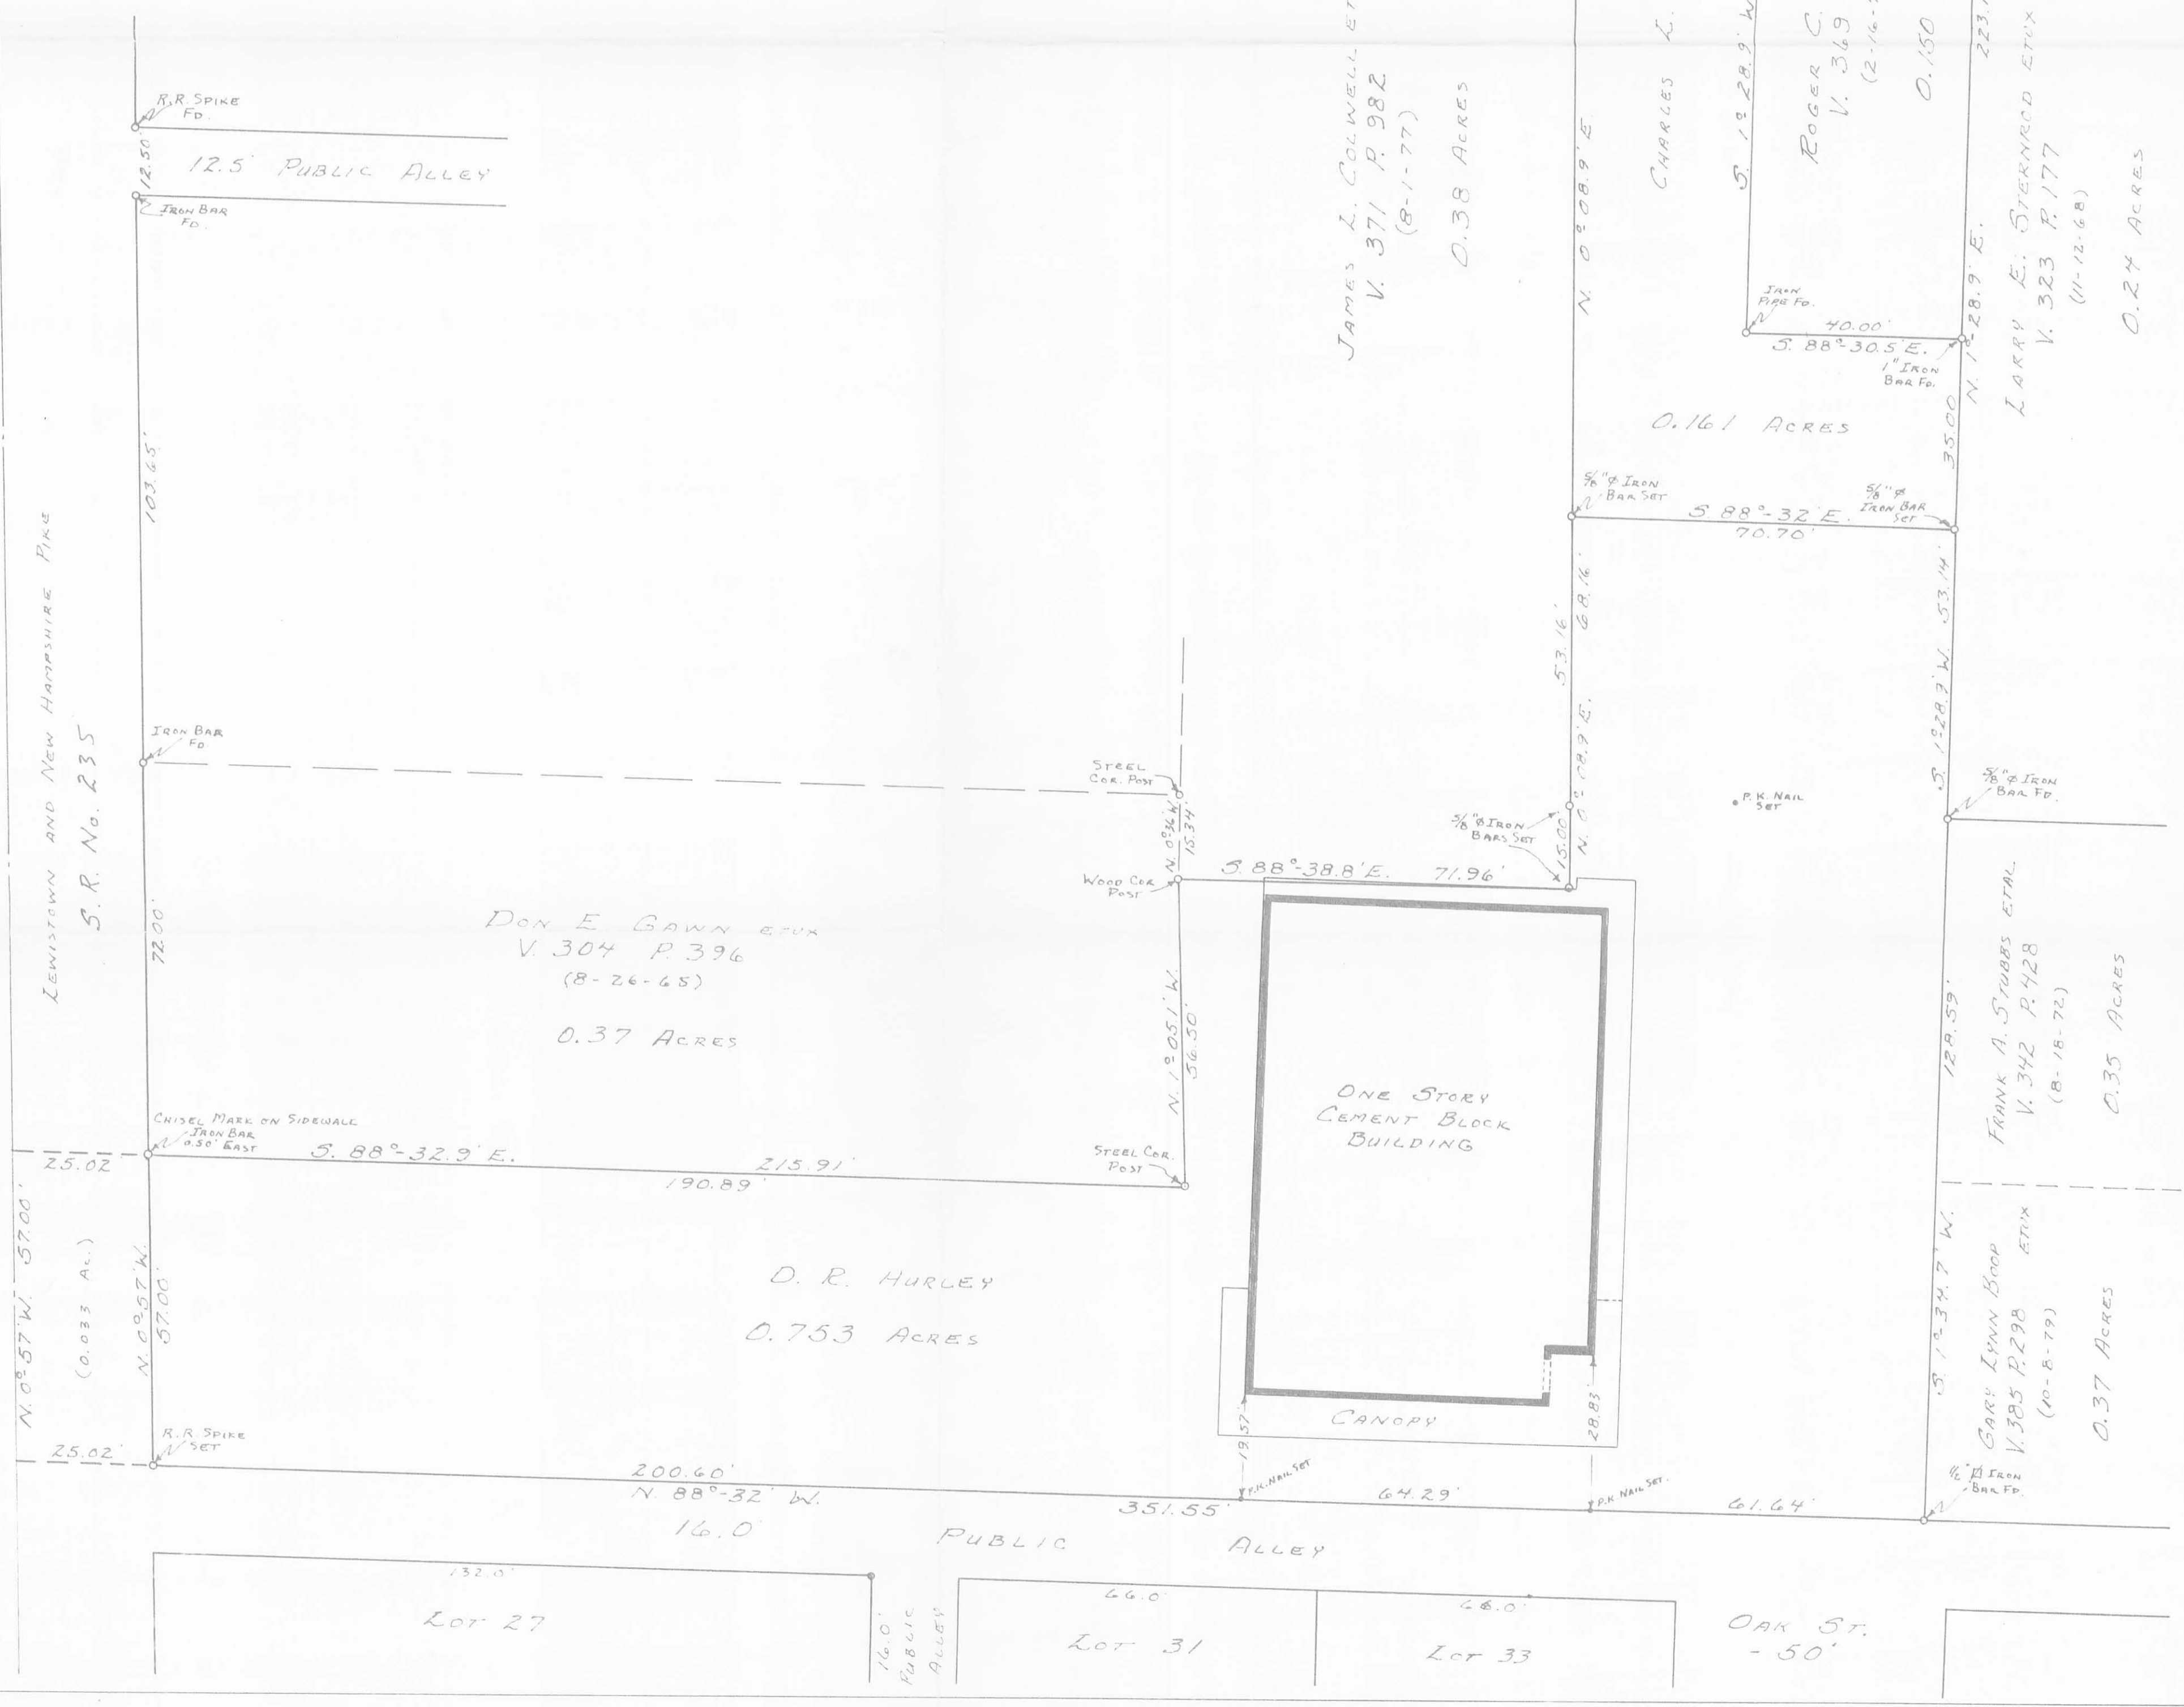 R.R. SPIKE
FD.
12.50'
12.5' PUBLIC ALLEY
IRON BAR
FD.
103.65'
LEWISTOWN AND NEW HAMPSHIRE PIKE
S. R. No. 235
IRON BAR
FD.
72.00'
JAMES L. COLWELL
V. 371 P. 982
(8-1-77)
0.38 ACRES
N. 0°-08.9' E
CHARLES L.
S. 1° 28.9' W
ROGER C.
V. 369
0.150
223.
LARRY E. STERNROD ETUX
V. 323 P. 177
(11-12-68)
0.24 ACRES
N. 1°-28.9' E.
IRON
PIPE FD.
40.00'
S. 88°-30.5' E.
1" IRON
BAR FD.
35.00
0.161 ACRES
5/8" ø IRON
BAR SET
5/8" ø
IRON BAR
SET
S. 88°-32' E.
70.70'
53.16'
68.16'
N. 0°-08.9' E.
S. 1°28.9' W. 53.14'
5/8" ø IRON
BAR FD.
P.K. NAIL
SET
STEEL
COR. POST
N. 0°36' W.
15.34'
5/8" ø IRON
BARS SET
15.00'
S. 88°-38.8' E. 71.96'
WOOD COR
POST
DON E GAWN ETUX
V. 304 P. 396
(8-26-65)
0.37 ACRES
N. 1° 05.1' W.
56.50'
ONE STORY
CEMENT BLOCK
BUILDING
128.59'
FRANK A. STUBBS ETAL.
V. 342 P. 428
(8-18-72)
0.35 ACRES
CHISEL MARK ON SIDEWALL
IRON BAR
0.50' EAST
25.02
S. 88°-32.9' E.
215.91'
190.89'
STEEL COR.
POST
N. 0°-57' W. 57.00'
(0.033 Ac.)
N. 0°-57' W.
57.00'
D. R. HURLEY
0.753 ACRES
S. 1°-34.7' W.
GARY LYNN BOOP
ETUX
V. 385 P. 298
(10-8-79)
0.37 ACRES
CANOPY
19.57'
28.83'
25.02'
R.R. SPIKE
SET
200.60'
N. 88°-32' W.
351.55'
P.K. NAIL SET
64.29'
P.K. NAIL SET.
61.64'
1/2" ø IRON
BAR FD.
16.0'
PUBLIC ALLEY
132.0'
LOT 27
16.0'
PUBLIC
ALLEY
66.0'
LOT 31
66.0'
LOT 33
OAK ST.
- 50'